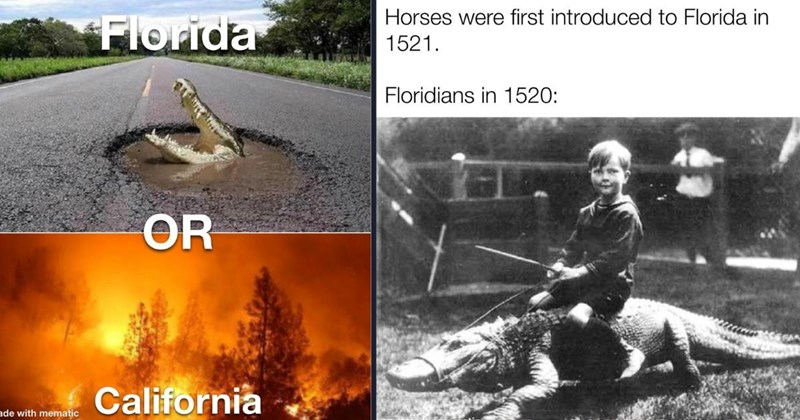 Florida
OR
California
ade with mematic
Horses were first introduced to Florida in
1521.
Floridians in 1520: